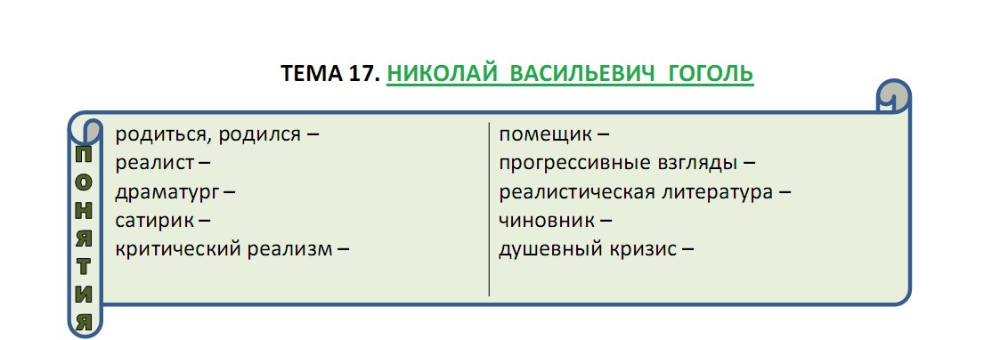 ТЕМА 17. НИКОЛАЙ ВАСИЛЬЕВИЧ ГОГОЛЬ
ПОНЯТИЯ
родиться, родился –
реалист –
драматург –
сатирик –
критический реализм –
помещик –
прогрессивные взгляды –
реалистическая литература –
чиновник –
душевный кризис –